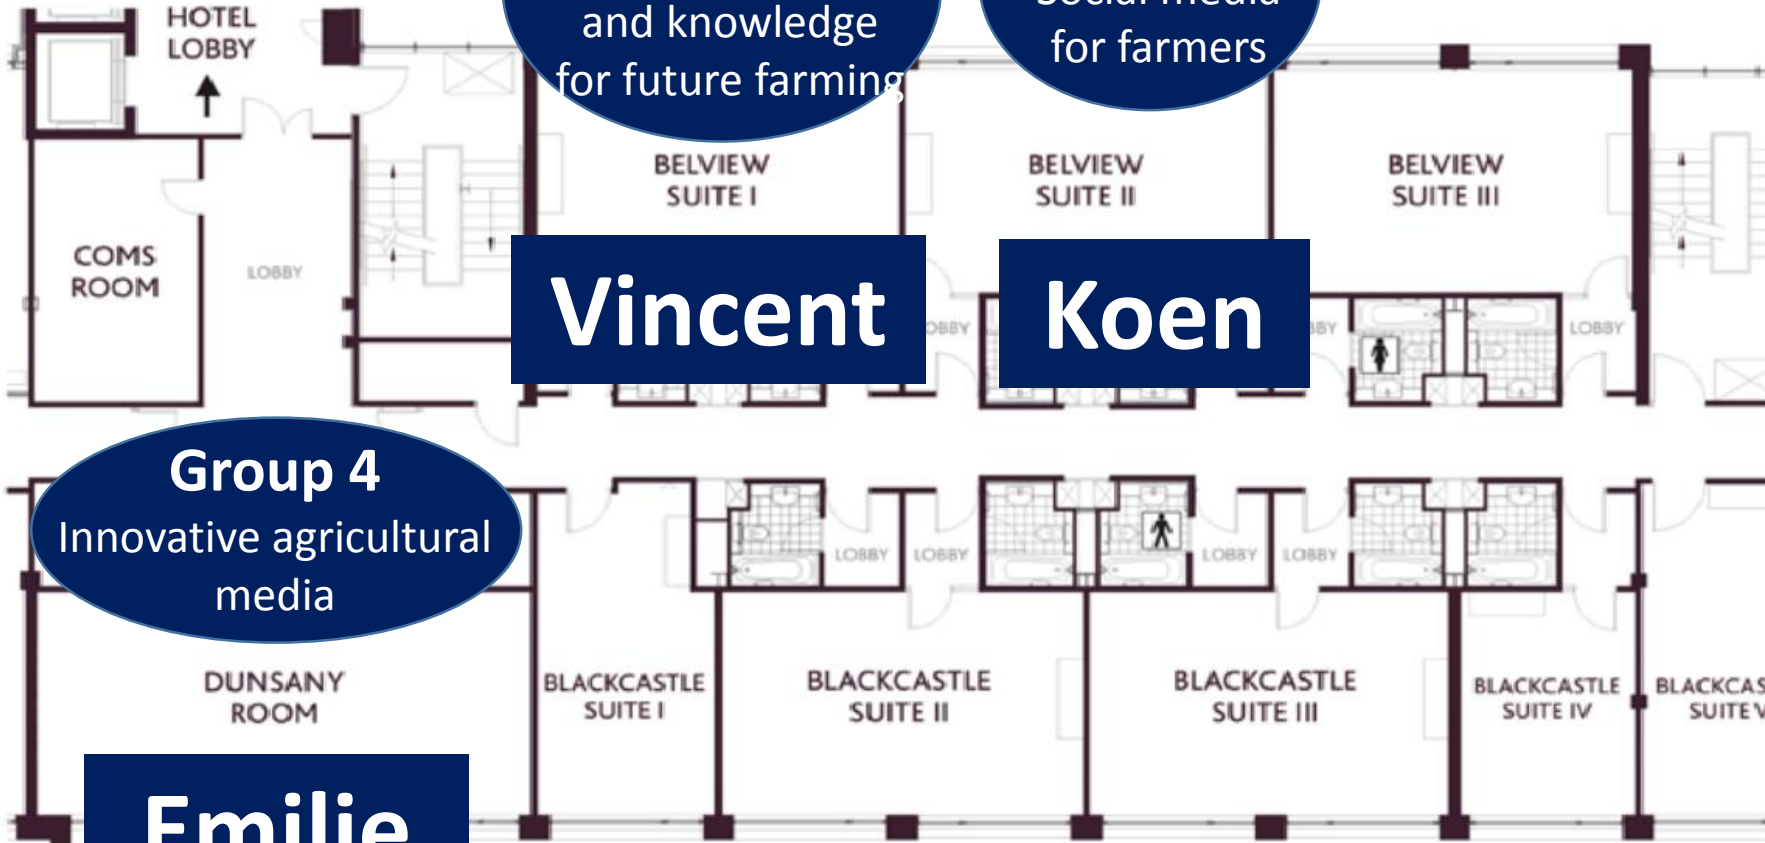 HOTEL
LOBBY
and knowledge
for future farming
for farmers
BELVIEW
SUITE I
BELVIEW
SUITE II
BELVIEW
SUITE III
COMS
ROOM
LOBBY
Vincent
Koen
LOBBY
Group 4
Innovative agricultural
media
LOBBY
LOBBY
LOBBY
LOBBY
DUNSANY
ROOM
BLACKCASTLE
SUITE I
BLACKCASTLE
SUITE II
BLACKCASTLE
SUITE III
BLACKCASTLE
SUITE IV
SUITE V
Emilie